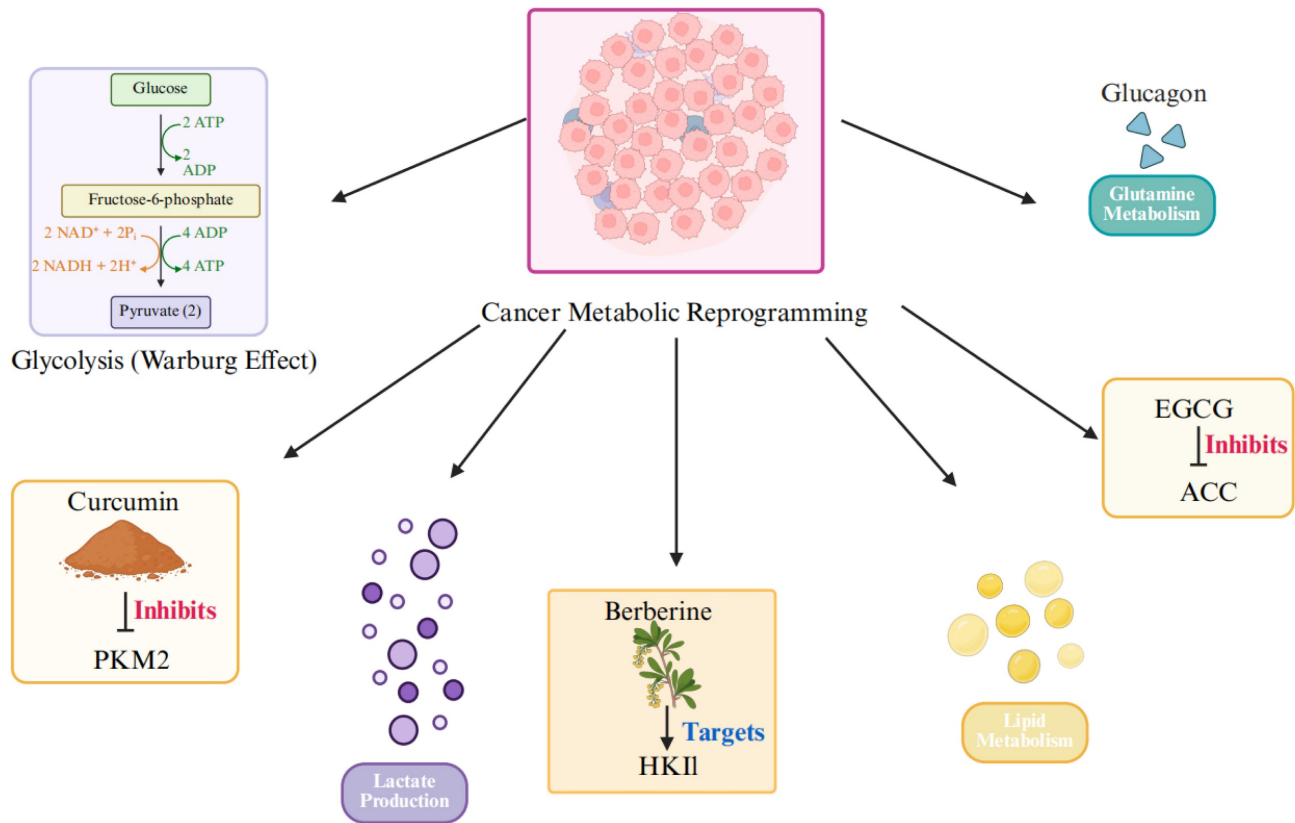 Glucose
2 ATP
2
ADP
Fructose-6-phosphate
2 NAD⁺ + 2Pᵢ
4 ADP
2 NADH + 2H⁺
4 ATP
Pyruvate (2)
Glycolysis (Warburg Effect)
Glucagon
Glutamine
Metabolism
Cancer Metabolic Reprogramming
EGCG
Inhibits
ACC
Curcumin
Inhibits
PKM2
Lactate
Production
Berberine
Targets
HKIl
Lipid
Metabolism